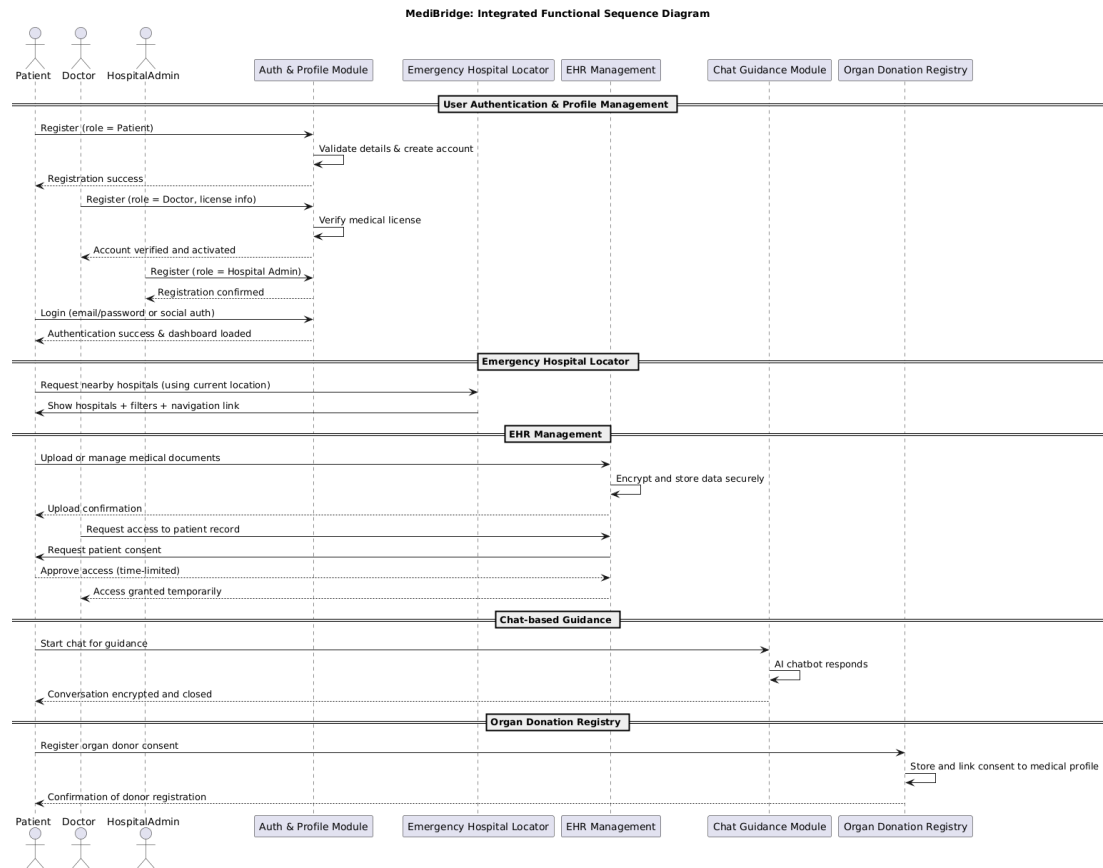 MediBridge: Integrated Functional Sequence Diagram
Patient Doctor HospitalAdmin Auth & Profile Module Emergency Hospital Locator EHR Management Chat Guidance Module Organ Donation Registry
User Authentication & Profile Management
Register (role = Patient)
Validate details & create account
Registration success
Register (role = Doctor, license info)
Verify medical license
Account verified and activated
Register (role = Hospital Admin)
Registration confirmed
Login (email/password or social auth)
Authentication success & dashboard loaded
Emergency Hospital Locator
Request nearby hospitals (using current location)
Show hospitals + filters + navigation link
EHR Management
Upload or manage medical documents
Encrypt and store data securely
Upload confirmation
Request access to patient record
Request patient consent
Approve access (time-limited)
Access granted temporarily
Chat-based Guidance
Start chat for guidance
AI chatbot responds
Conversation encrypted and closed
Organ Donation Registry
Register organ donor consent
Store and link consent to medical profile
Confirmation of donor registration
Patient Doctor HospitalAdmin Auth & Profile Module Emergency Hospital Locator EHR Management Chat Guidance Module Organ Donation Registry